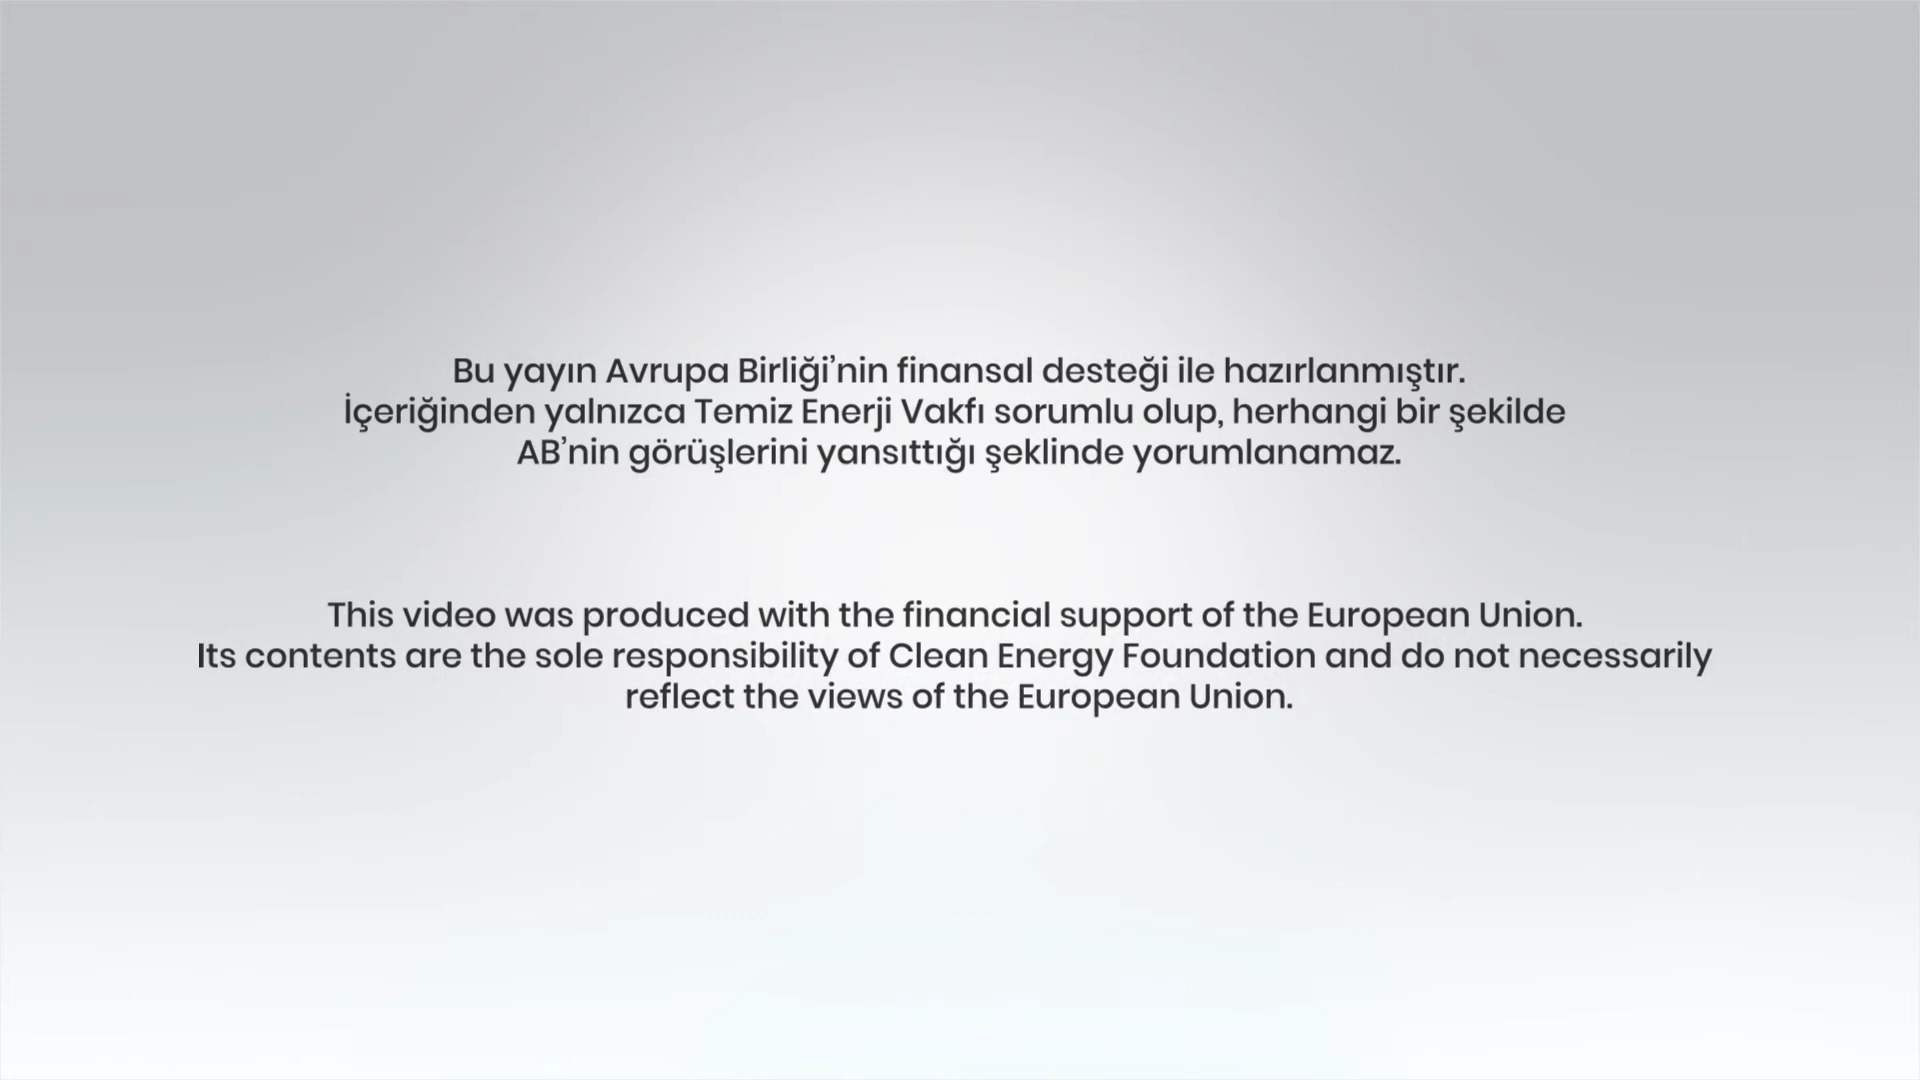 Bu yayın Avrupa Birliği’nin finansal desteği ile hazırlanmıştır.
İçeriğinden yalnızca Temiz Enerji Vakfı sorumlu olup, herhangi bir şekilde
AB’nin görüşlerini yansıttığı şeklinde yorumlanamaz.
This video was produced with the financial support of the European Union.
Its contents are the sole responsibility of Clean Energy Foundation and do not necessarily
reflect the views of the European Union.